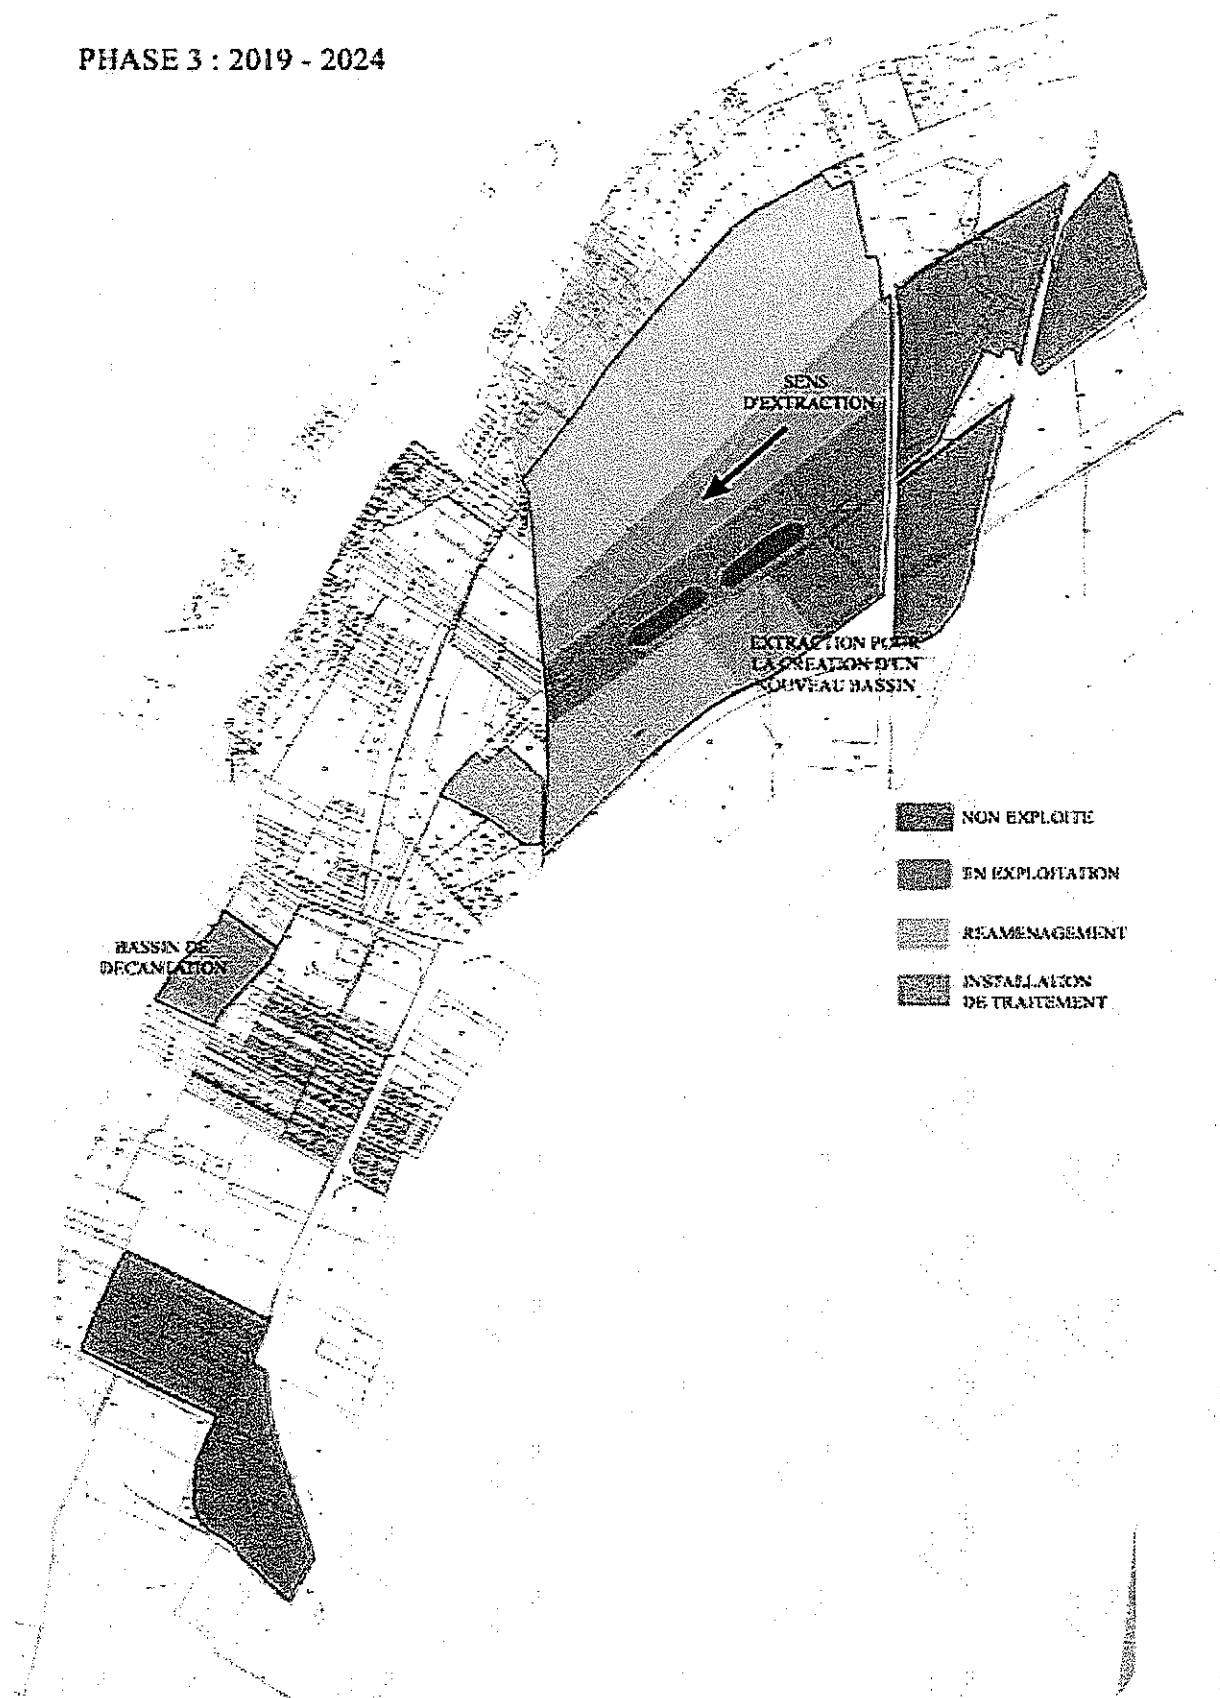 PHASE 3 : 2019 - 2024
SENS
D'EXTRACTION
EXTRACTION POUR
LA CREATION D'UN
NOUVEAU BASSIN
NON EXPLOITE
EN EXPLOITATION
REAMENAGEMENT
INSTALLATION
DE TRAITEMENT
BASSIN DE
DECANTATION